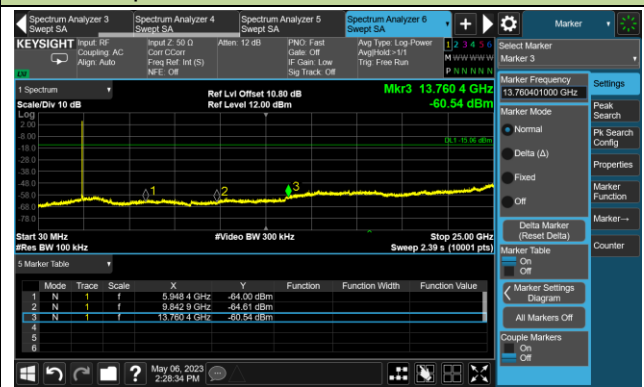 Spectrum Analyzer 3
Swept SA
Spectrum Analyzer 4
Swept SA
Spectrum Analyzer 5
Swept SA
Spectrum Analyzer 6
Swept SA
Marker
KEYSIGHT
Input: RF
Coupling: AC
Align: Auto
Input Z: 50 Ω
Corr CCorr
Freq Ref: Int (S)
NFE: Off
Atten: 12 dB
PNO: Fast
Gate: Off
IF Gain: Low
Sig Track: Off
Avg Type: Log-Power
Avg|Hold:>1/1
Trig: Free Run
1 2 3 4 5 6
M W W W W W
P N N N N N
LXI
Select Marker
Marker 3
1 Spectrum
Scale/Div 10 dB
Ref Lvl Offset 10.80 dB
Ref Level 12.00 dBm
Mkr3 13.760 4 GHz
-60.54 dBm
Log
2.00
-8.00
-18.0
-28.0
-38.0
-48.0
-58.0
-68.0
-78.0
1
2
3
Start 30 MHz
#Res BW 100 kHz
#Video BW 300 kHz
Stop 25.00 GHz
Sweep 2.39 s (10001 pts)
5 Marker Table
Mode Trace Scale X Y Function Function Width Function Value
1 N 1 f 5.948 4 GHz -64.00 dBm
2 N 1 f 9.842 9 GHz -64.61 dBm
3 N 1 f 13.760 4 GHz -60.54 dBm
4
5
6
Marker Frequency
13.760401000 GHz
Marker Mode
Normal
Delta (Δ)
Fixed
Off
Delta Marker
(Reset Delta)
Marker Table
On
Off
Marker Settings
Diagram
All Markers Off
Couple Markers
On
Off
Settings
Peak
Search
Pk Search
Config
Properties
Marker
Function
Marker→
Counter
?
May 06, 2023
2:28:34 PM